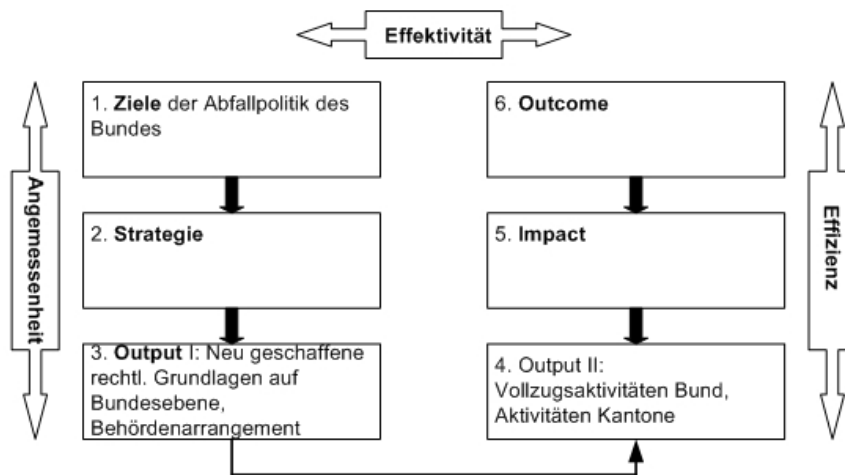 Effektivität
Angemessenheit
1. Ziele der Abfallpolitik des
Bundes
2. Strategie
3. Output I: Neu geschaffene
rechtl. Grundlagen auf
Bundesebene,
Behördenarrangement
6. Outcome
5. Impact
4. Output II:
Vollzugsaktivitäten Bund,
Aktivitäten Kantone
Effizienz